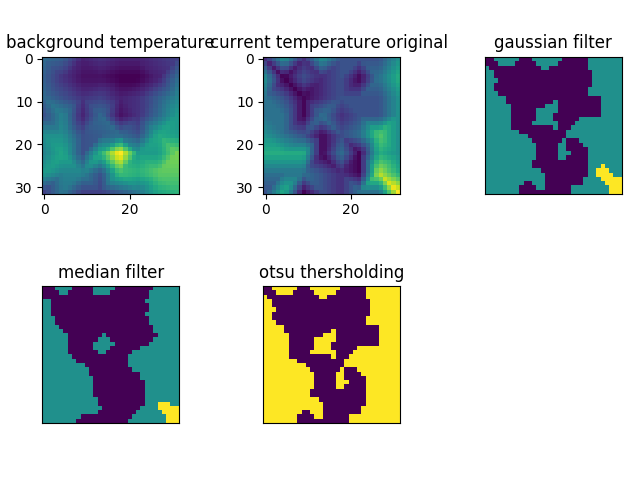 background temperature
current temperature original
gaussian filter
0
10
20
30
0
20
0
10
20
30
0
20
median filter
otsu thersholding